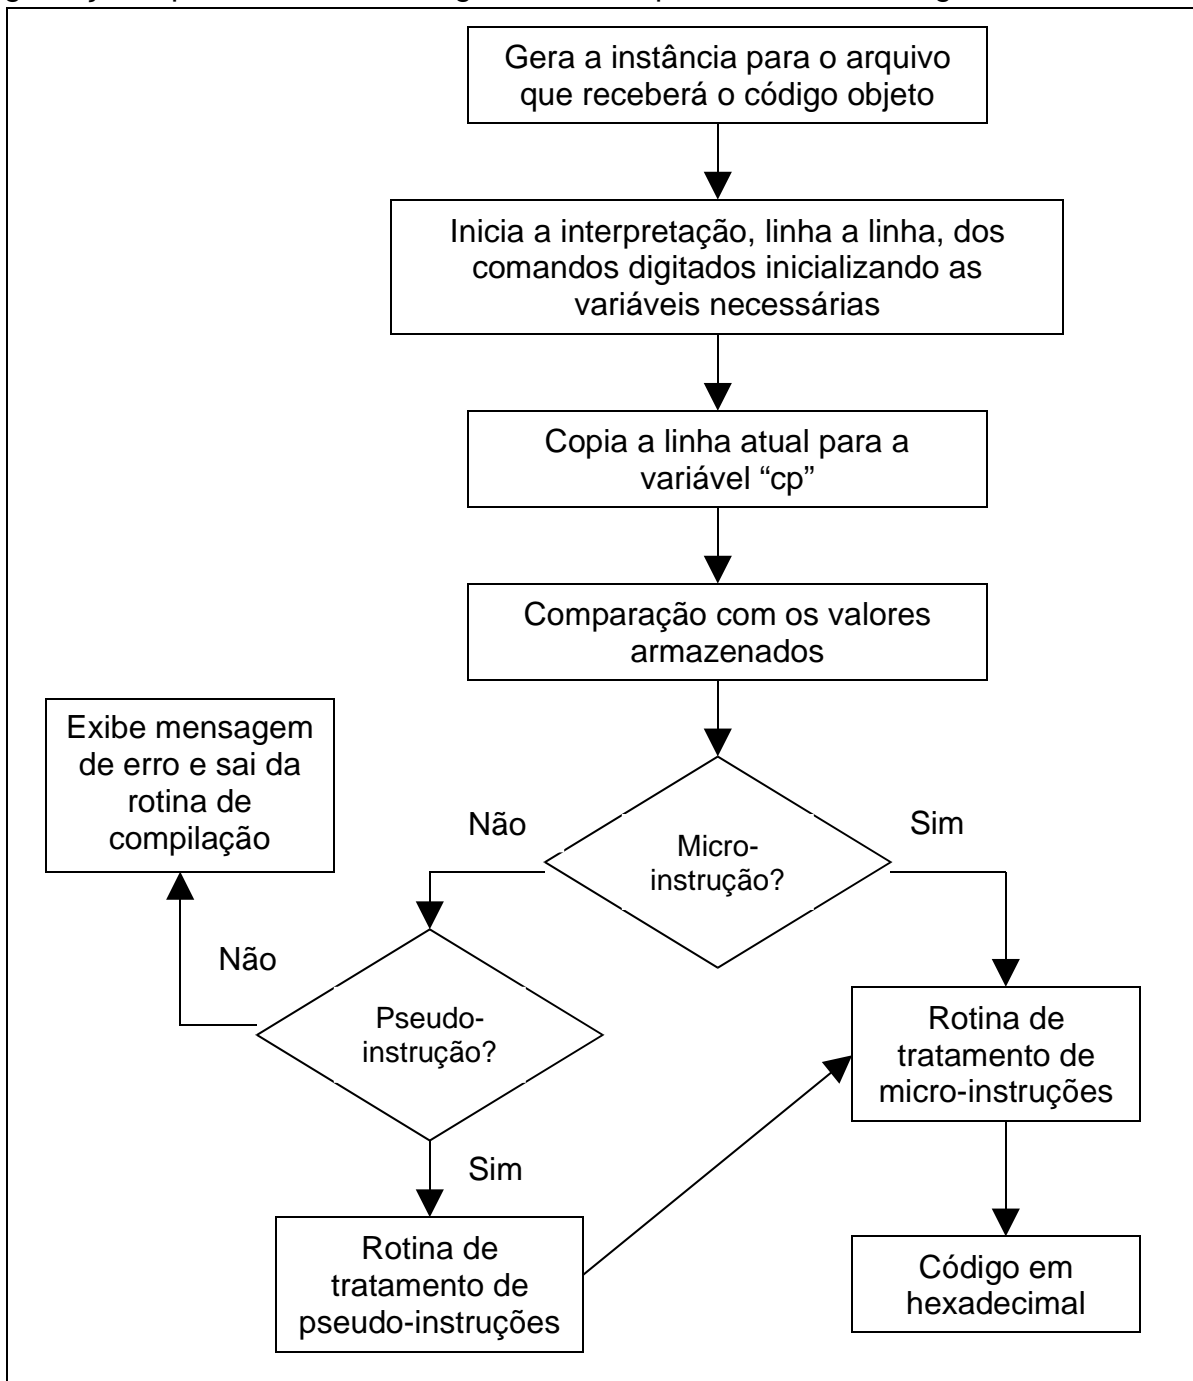 Gera a instância para o arquivo
que receberá o código objeto
Inicia a interpretação, linha a linha, dos
comandos digitados inicializando as
variáveis necessárias
Copia a linha atual para a
variável “cp”
Comparação com os valores
armazenados
Exibe mensagem
de erro e sai da
rotina de
compilação
Não
Sim
Micro-
instrução?
Não
Pseudo-
instrução?
Rotina de
tratamento de
micro-instruções
Sim
Rotina de
tratamento de
pseudo-instruções
Código em
hexadecimal